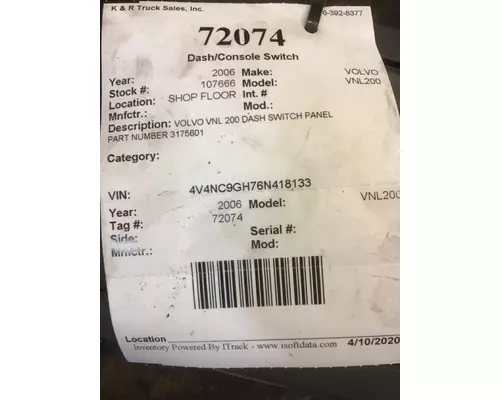 K & R Truck Sales, Inc. 6-392-8377
72074
Dash/Console Switch
Year: 2006 Make: VOLVO
Stock #: 107666 Model: VNL200
Location: SHOP FLOOR Int. #
Mnfctr.: Mod.:
Description: VOLVO VNL 200 DASH SWITCH PANEL
PART NUMBER 3175601
Category:
VIN: 4V4NC9GH76N418133
Year: 2006 Model: VNL200
Tag #: 72074 Serial #:
Side: Mod:
Mnfctr.:
Location
Inventory Powered By ITrack - www.isoftdata.com 4/10/2020